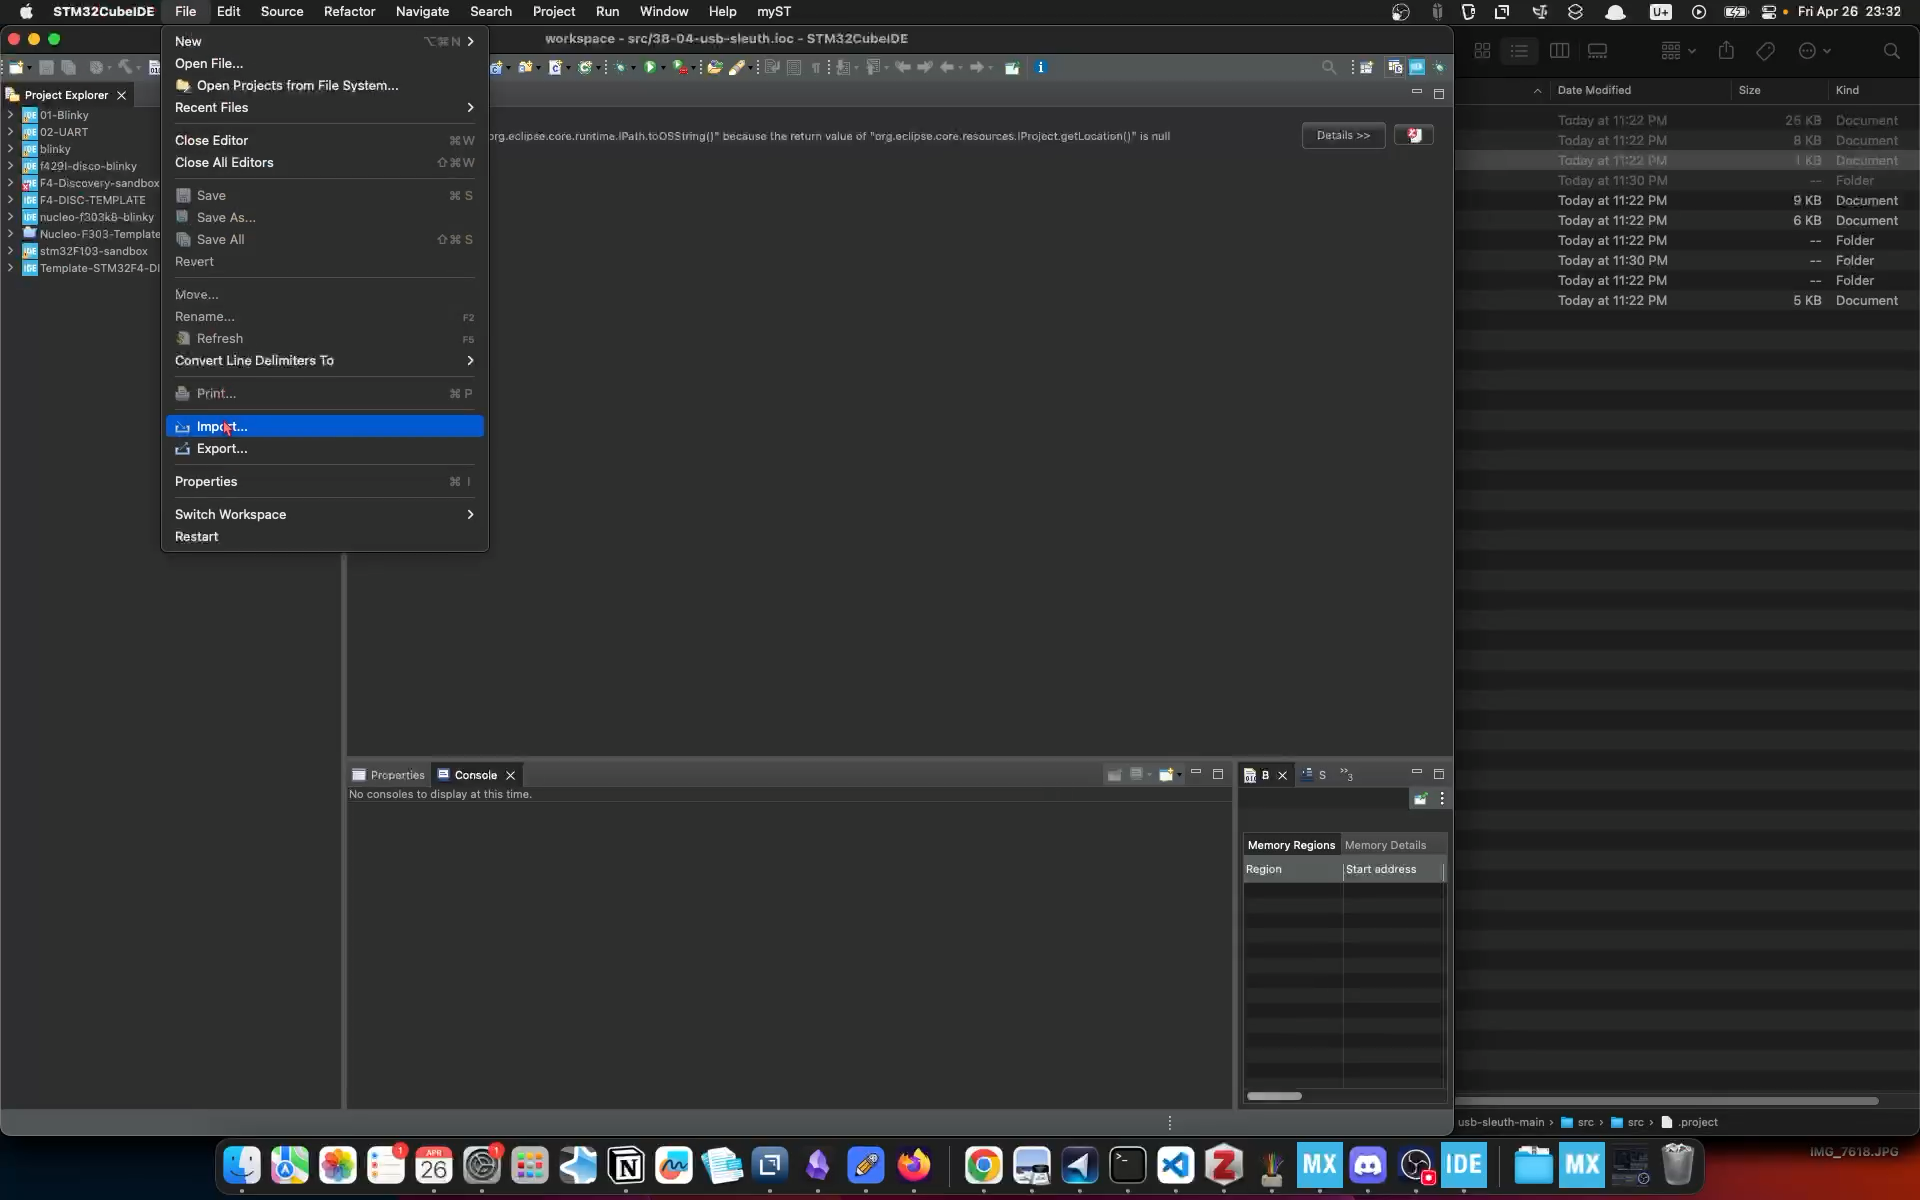 STM32CubeIDE File Edit Source Refactor Navigate Search Project Run Window Help myST
U+ Fri Apr 26 23:32
workspace - src/38-04-usb-sleuth.ioc - STM32CubeIDE
New ⌥⌘N
Open File...
Open Projects from File System...
Recent Files
Close Editor ⌘W
Close All Editors ⇧⌘W
Save ⌘S
Save As...
Save All ⇧⌘S
Revert
Move...
Rename... F2
Refresh F5
Convert Line Delimiters To
Print... ⌘P
Import...
Export...
Properties ⌘I
Switch Workspace
Restart
Project Explorer
01-Blinky
02-UART
blinky
f429I-disco-blinky
F4-Discovery-sandbox
F4-DISC-TEMPLATE
nucleo-f303k8-blinky
Nucleo-F303-Template
stm32F103-sandbox
Template-STM32F4-DI
org.eclipse.core.runtime.IPath.toOSString()" because the return value of "org.eclipse.core.resources.IProject.getLocation()" is null
Details >>
Properties Console
No consoles to display at this time.
B S »3
Memory Regions Memory Details
Region Start address
Date Modified Size Kind
Today at 11:22 PM 25 KB Document
Today at 11:22 PM 8 KB Document
Today at 11:22 PM 1 KB Document
Today at 11:30 PM -- Folder
Today at 11:22 PM 9 KB Document
Today at 11:22 PM 6 KB Document
Today at 11:22 PM -- Folder
Today at 11:30 PM -- Folder
Today at 11:22 PM -- Folder
Today at 11:22 PM 5 KB Document
usb-sleuth-main › src › src › .project
IMG_7618.JPG
1
APR
26
1
MX
IDE
MX